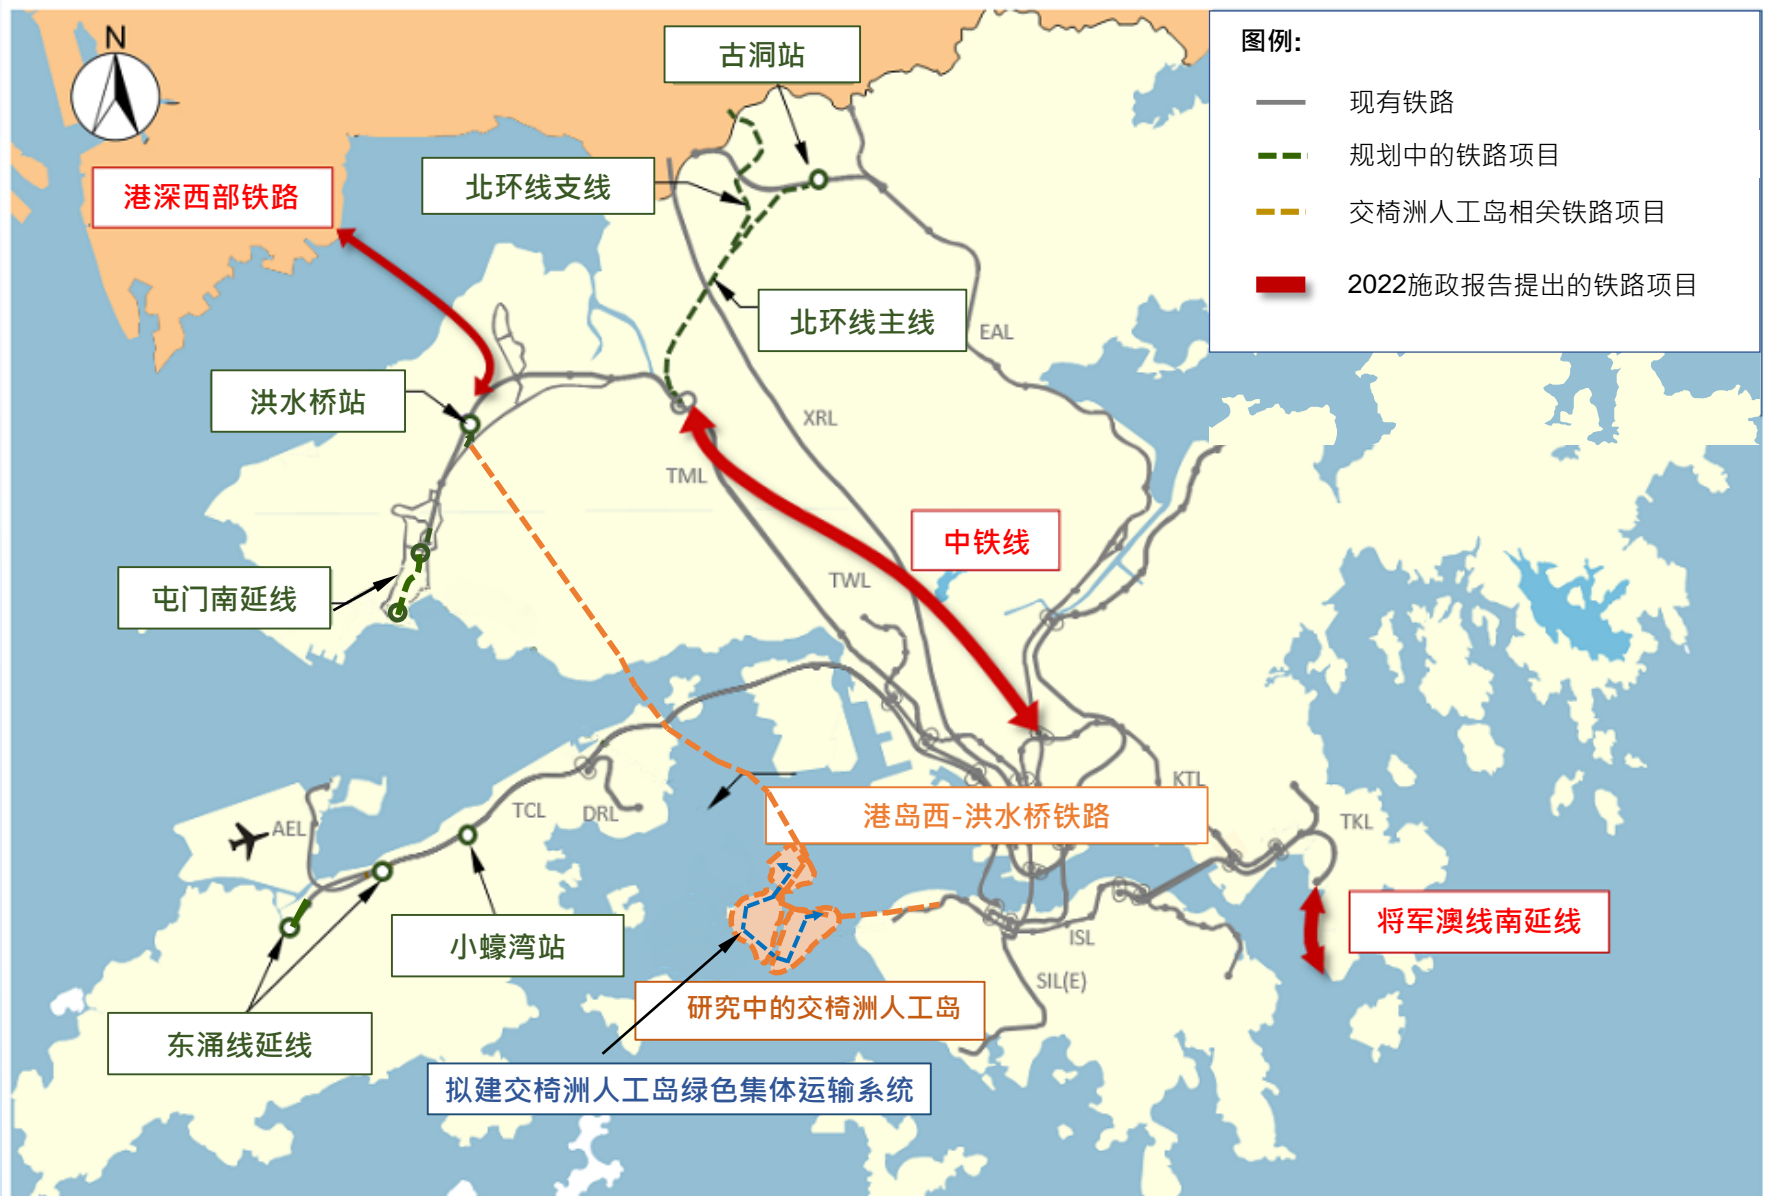 N
古洞站
图例:
现有铁路
规划中的铁路项目
交椅洲人工岛相关铁路项目
2022施政报告提出的铁路项目
港深西部铁路
北环线支线
北环线主线
EAL
洪水桥站
XRL
TML
中铁线
TWL
屯门南延线
KTL
TCL
DRL
AEL
港岛西-洪水桥铁路
TKL
小蠔湾站
ISL
将军澳线南延线
SIL(E)
研究中的交椅洲人工岛
东涌线延线
拟建交椅洲人工岛绿色集体运输系统